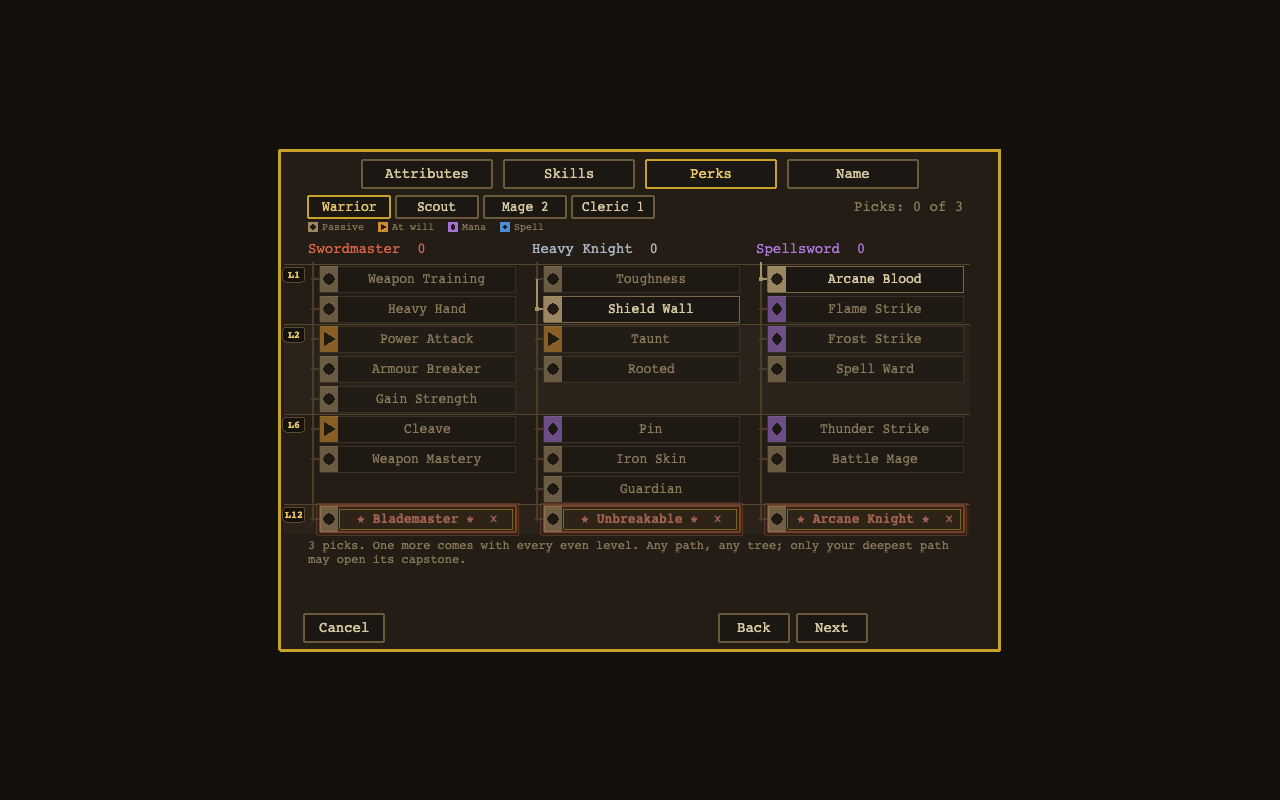 Attributes Skills Perks Name
Warrior Scout Mage 2 Cleric 1 Picks: 0 of 3
Passive At will Mana Spell
Swordmaster 0 Heavy Knight 0 Spellsword 0
L1 Weapon Training Toughness Arcane Blood
Heavy Hand Shield Wall Flame Strike
L2 Power Attack Taunt Frost Strike
Armour Breaker Rooted Spell Ward
Gain Strength
L6 Cleave Pin Thunder Strike
Weapon Mastery Iron Skin Battle Mage
Guardian
L12 ★ Blademaster ★ x ★ Unbreakable ★ x ★ Arcane Knight ★ x
3 picks. One more comes with every even level. Any path, any tree; only your deepest path
may open its capstone.
Cancel Back Next